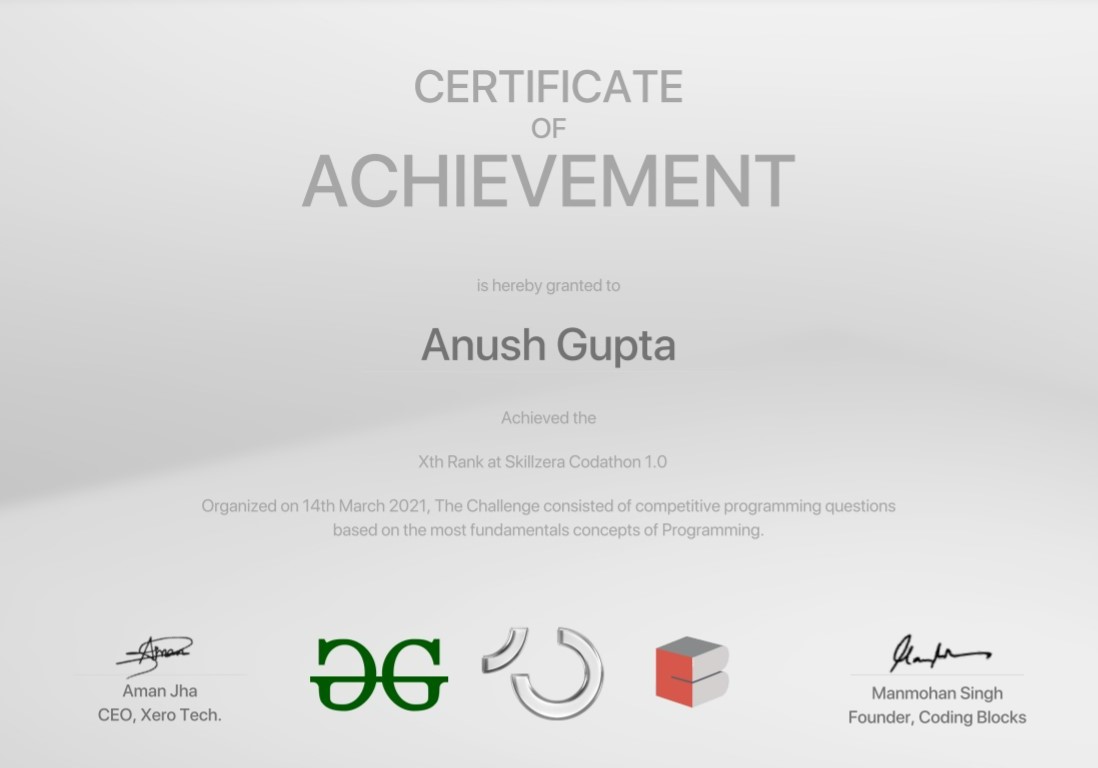 CERTIFICATE
OF
ACHIEVEMENT
is hereby granted to
Anush Gupta
Achieved the
Xth Rank at Skillzera Codathon 1.0
Organized on 14th March 2021, The Challenge consisted of competitive programming questions
based on the most fundamentals concepts of Programming.
Aman
Aman Jha
CEO, Xero Tech.
Manmohan Singh
Founder, Coding Blocks